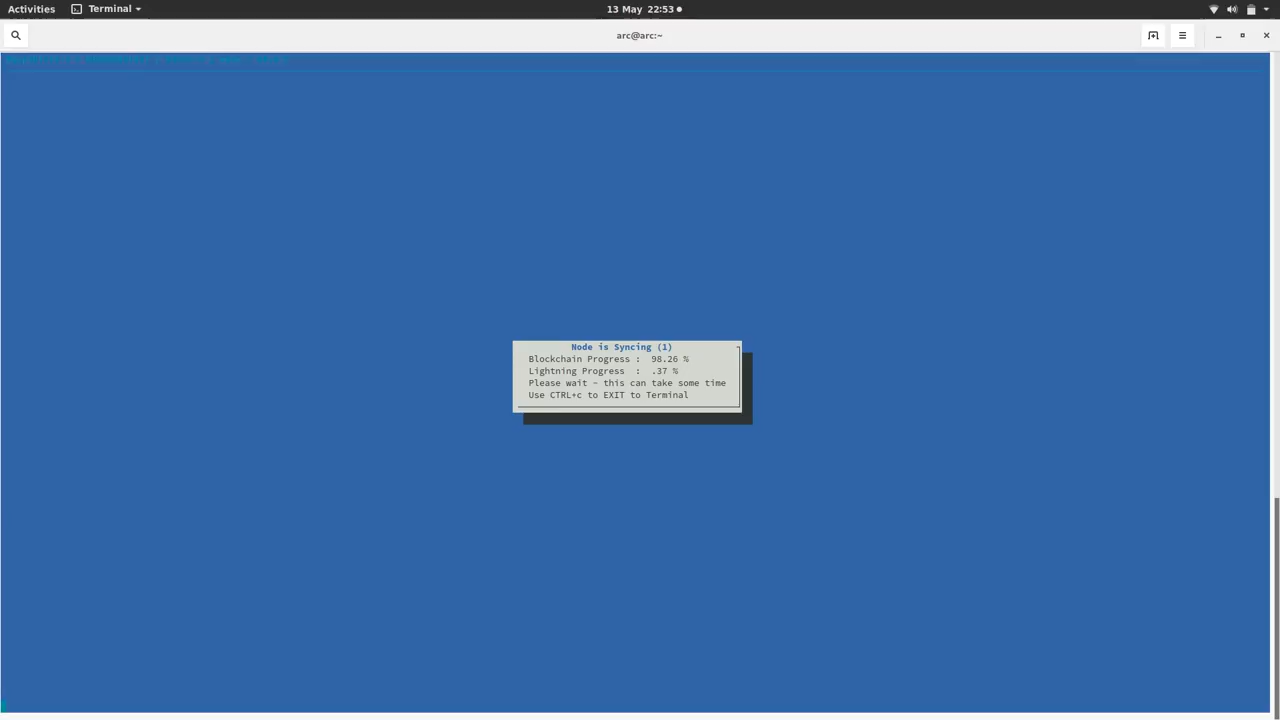 Activities Terminal 13 May 22:53
arc@arc:~
Node is Syncing (1)
Blockchain Progress : 98.26 %
Lightning Progress : .37 %
Please wait - this can take some time
Use CTRL+c to EXIT to Terminal